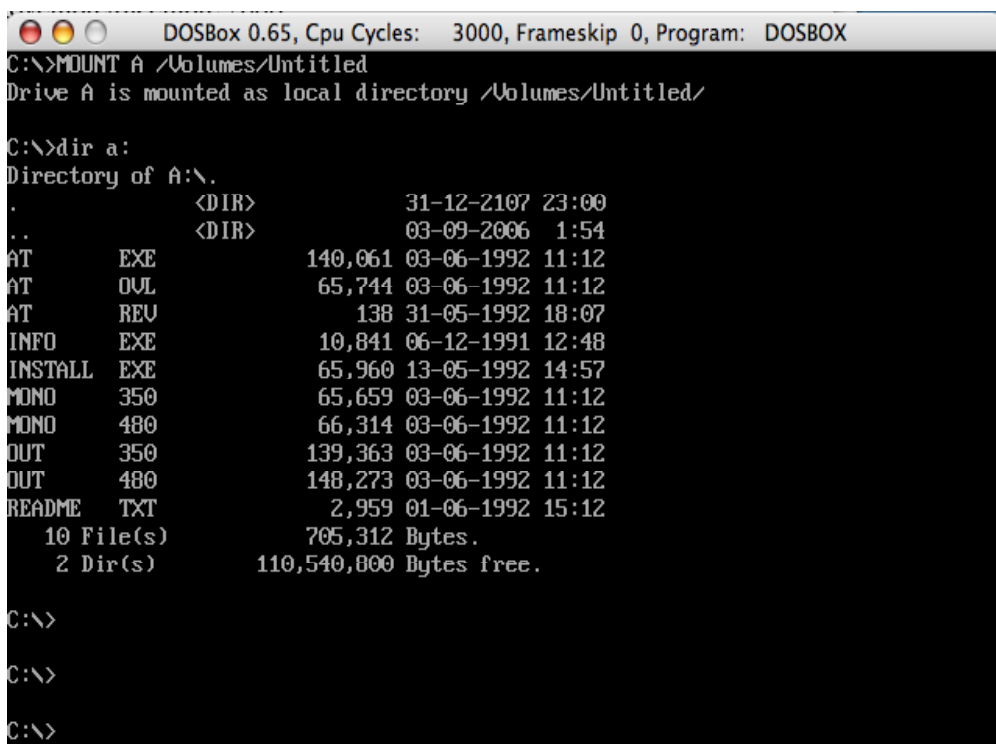 DOSBox 0.65, Cpu Cycles: 3000, Frameskip 0, Program: DOSBOX
C:\>MOUNT A /Volumes/Untitled
Drive A is mounted as local directory /Volumes/Untitled/
C:\>dir a:
Directory of A:\.
. <DIR> 31-12-2107 23:00
.. <DIR> 03-09-2006 1:54
AT EXE 140,061 03-06-1992 11:12
AT OVL 65,744 03-06-1992 11:12
AT REV 138 31-05-1992 18:07
INFO EXE 10,841 06-12-1991 12:48
INSTALL EXE 65,960 13-05-1992 14:57
MONO 350 65,659 03-06-1992 11:12
MONO 480 66,314 03-06-1992 11:12
OUT 350 139,363 03-06-1992 11:12
OUT 480 148,273 03-06-1992 11:12
README TXT 2,959 01-06-1992 15:12
10 File(s) 705,312 Bytes.
2 Dir(s) 110,540,800 Bytes free.
C:\>
C:\>
C:\>